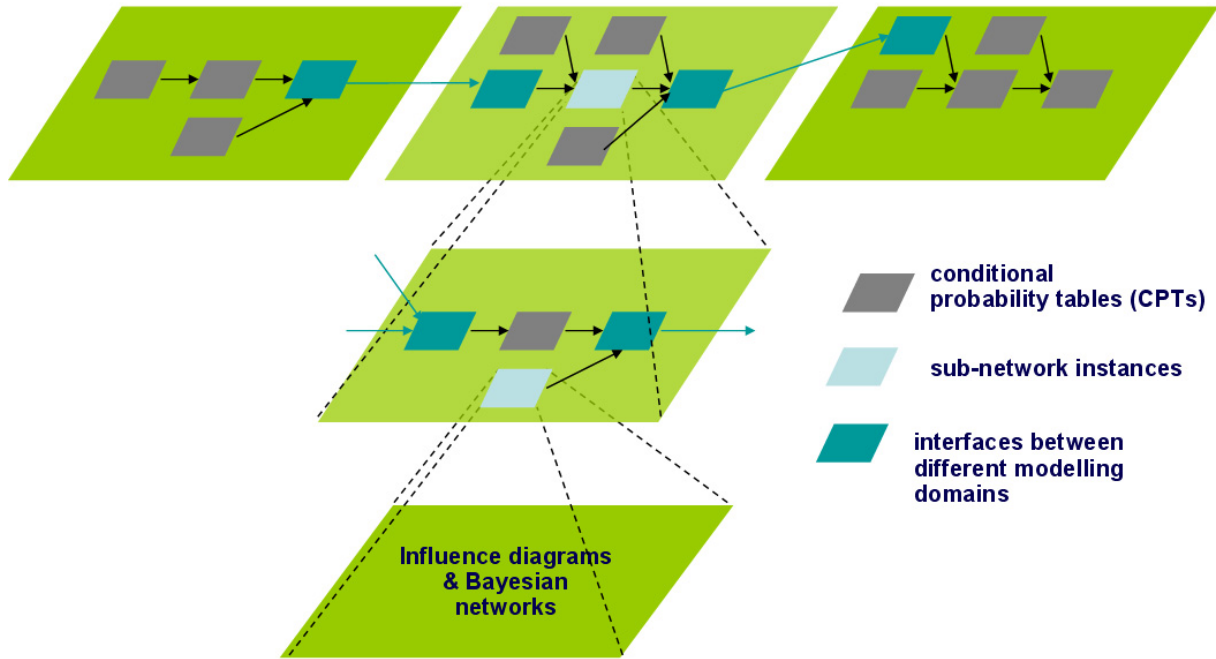 conditional
probability tables (CPTs)
sub-network instances
interfaces between
different modelling
domains
Influence diagrams
& Bayesian
networks